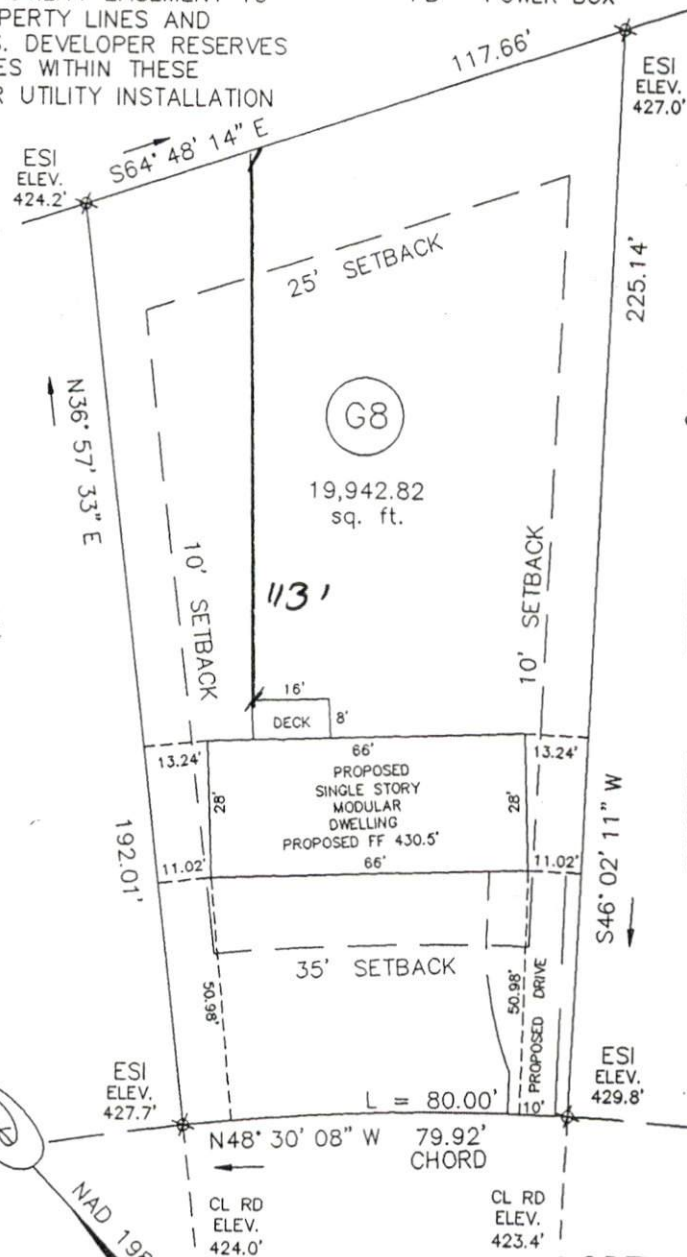 PERTY LINES AND
DEVELOPER RESERVES
ES WITHIN THESE
R UTILITY INSTALLATION
POWER BOX
117.66'
ESI
ELEV.
427.0'
S64° 48' 14" E
ESI
ELEV.
424.2'
25' SETBACK
225.14'
N36° 57' 33" E
G8
19,942.82
sq. ft.
10' SETBACK
113'
10' SETBACK
16'
DECK
8'
66'
13.24'
13.24'
PROPOSED
SINGLE STORY
MODULAR
DWELLING
PROPOSED FF 430.5'
28'
28'
66'
11.02'
11.02'
192.01'
S46° 02' 11" W
35' SETBACK
50.98'
50.98'
PROPOSED DRIVE
10'
ESI
ELEV.
427.7'
ESI
ELEV.
429.8'
L = 80.00'
N48° 30' 08" W 79.92'
CHORD
CL RD
ELEV.
424.0'
CL RD
ELEV.
423.4'
NAD 198